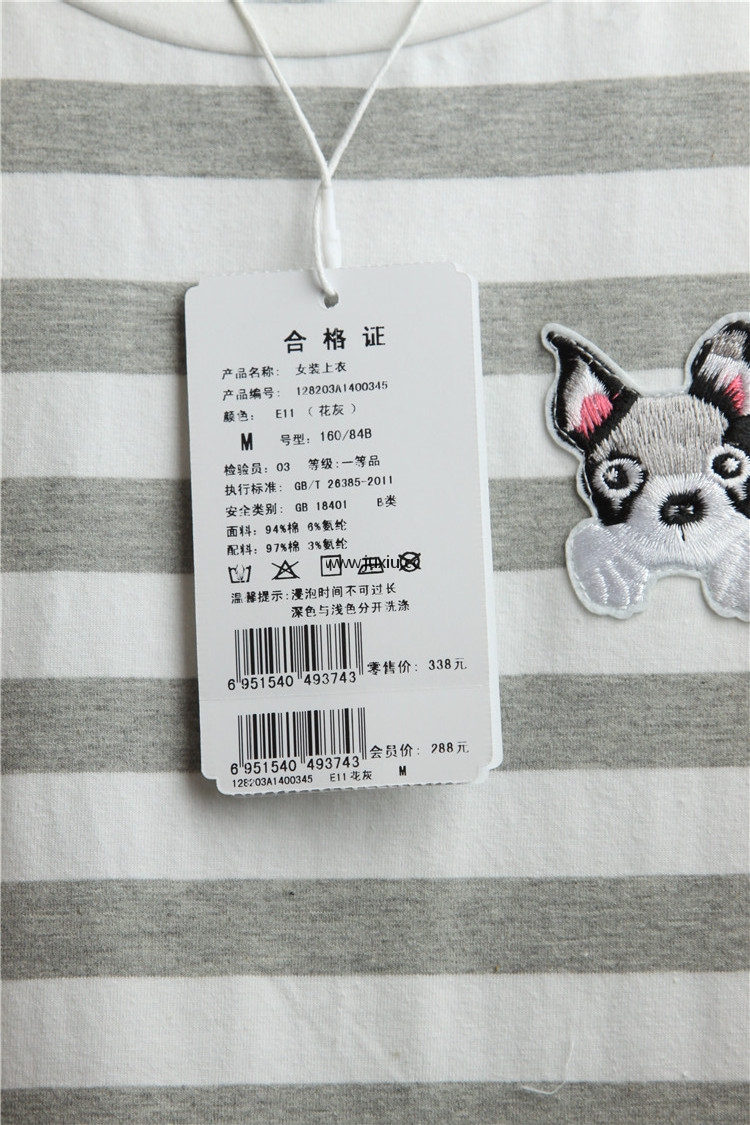 合格证
产品名称: 女装上衣
产品编号: 128203A1400345
颜色: E11 （花灰）
M 号型: 160/84B
检验员: 03 等级:一等品
执行标准: GB/T 26385-2011
安全类别: GB 18401 B类
面料: 94%棉 6%氨纶
配料: 97%棉 3%氨纶
温馨提示:浸泡时间不可过长
深色与浅色分开洗涤
6 951540 493743 零售价: 338元
6 951540 493743 会员价: 288元
128203A1400345 E11花灰 M